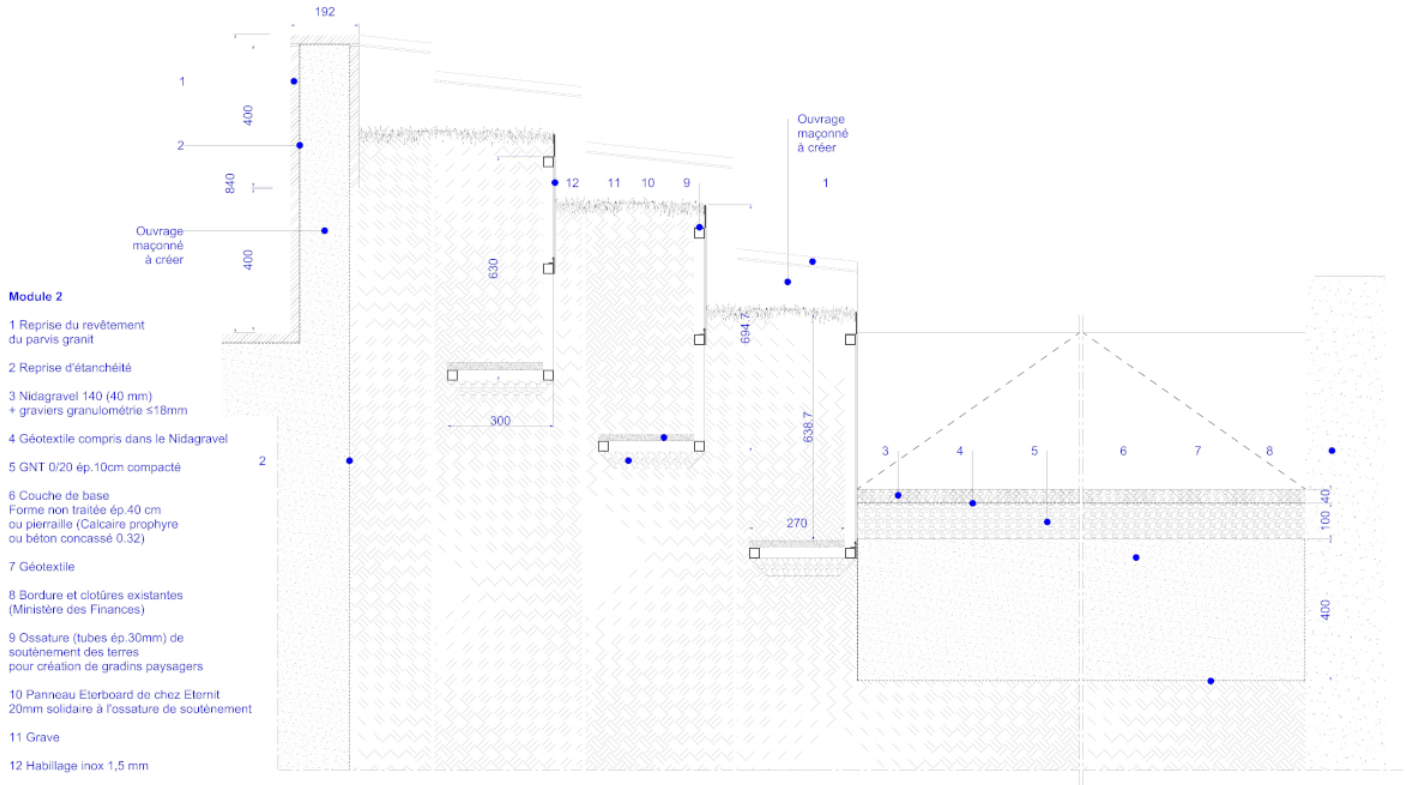 192
1
400
2
840
Ouvrage
maçonné
à créer
400
630
12
11
10
9
Ouvrage
maçonné
à créer
1
694.7
638.7
300
270
2
3
4
5
6
7
8
40
100
400
Module 2
1 Reprise du revêtement
du parvis granit
2 Reprise d'étanchéité
3 Nidagravel 140 (40 mm)
+ graviers granulométrie ≤18mm
4 Géotextile compris dans le Nidagravel
5 GNT 0/20 ép.10cm compacté
6 Couche de base
Forme non traitée ép.40 cm
ou pierraille (Calcaire prophyre
ou béton concassé 0.32)
7 Géotextile
8 Bordure et clotûres existantes
(Ministère des Finances)
9 Ossature (tubes ép.30mm) de
soutènement des terres
pour création de gradins paysagers
10 Panneau Eterboard de chez Eternit
20mm solidaire à l'ossature de soutènement
11 Grave
12 Habillage inox 1,5 mm